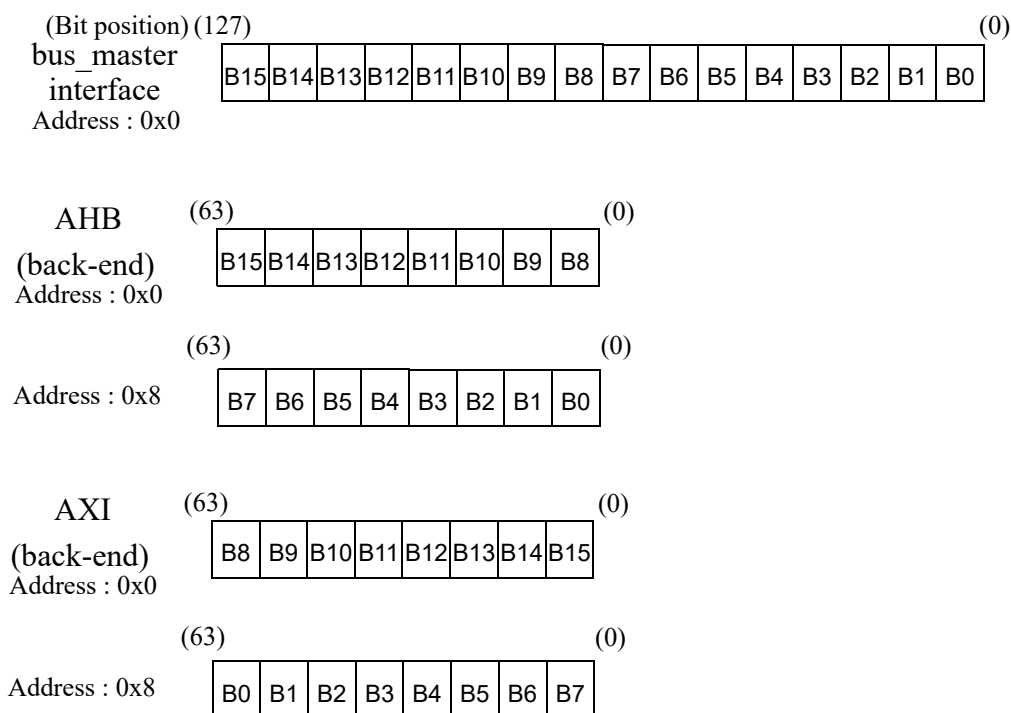 (Bit position) (127) (0)
bus_master
interface
Address : 0x0
B15 B14 B13 B12 B11 B10 B9 B8 B7 B6 B5 B4 B3 B2 B1 B0
(63) (0)
AHB
(back-end)
Address : 0x0
B15 B14 B13 B12 B11 B10 B9 B8
(63) (0)
Address : 0x8
B7 B6 B5 B4 B3 B2 B1 B0
(63) (0)
AXI
(back-end)
Address : 0x0
B8 B9 B10 B11 B12 B13 B14 B15
(63) (0)
Address : 0x8
B0 B1 B2 B3 B4 B5 B6 B7